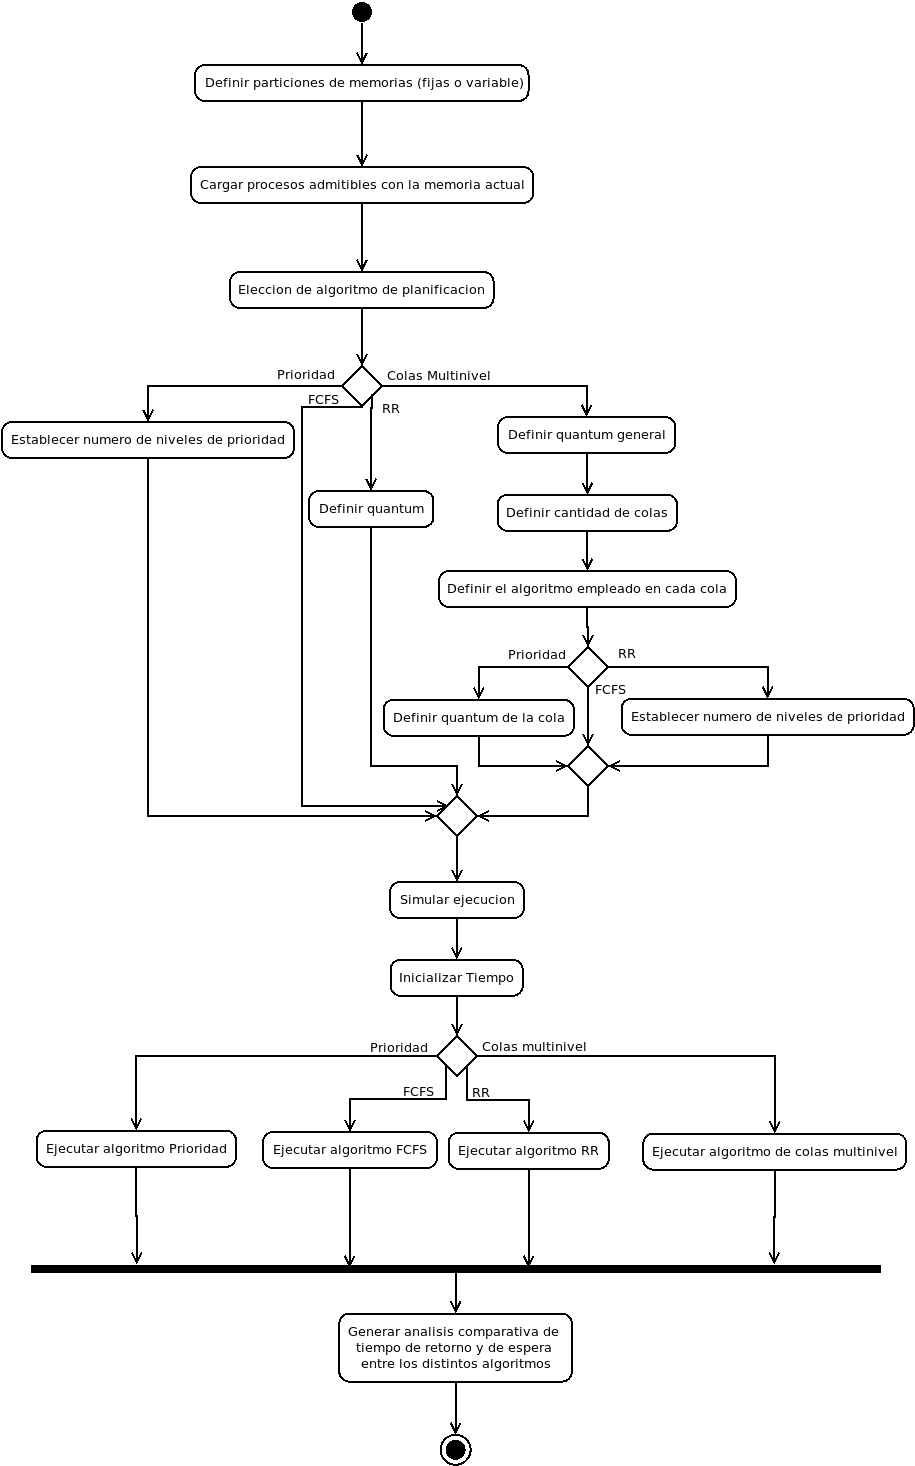 Definir particiones de memorias (fijas o variable)
Cargar procesos admitibles con la memoria actual
Eleccion de algoritmo de planificacion
Prioridad
Colas Multinivel
FCFS
RR
Establecer numero de niveles de prioridad
Definir quantum general
Definir quantum
Definir cantidad de colas
Definir el algoritmo empleado en cada cola
Prioridad
RR
FCFS
Definir quantum de la cola
Establecer numero de niveles de prioridad
Simular ejecucion
Inicializar Tiempo
Prioridad
Colas multinivel
FCFS
RR
Ejecutar algoritmo Prioridad
Ejecutar algoritmo FCFS
Ejecutar algoritmo RR
Ejecutar algoritmo de colas multinivel
Generar analisis comparativa de
tiempo de retorno y de espera
entre los distintos algoritmos